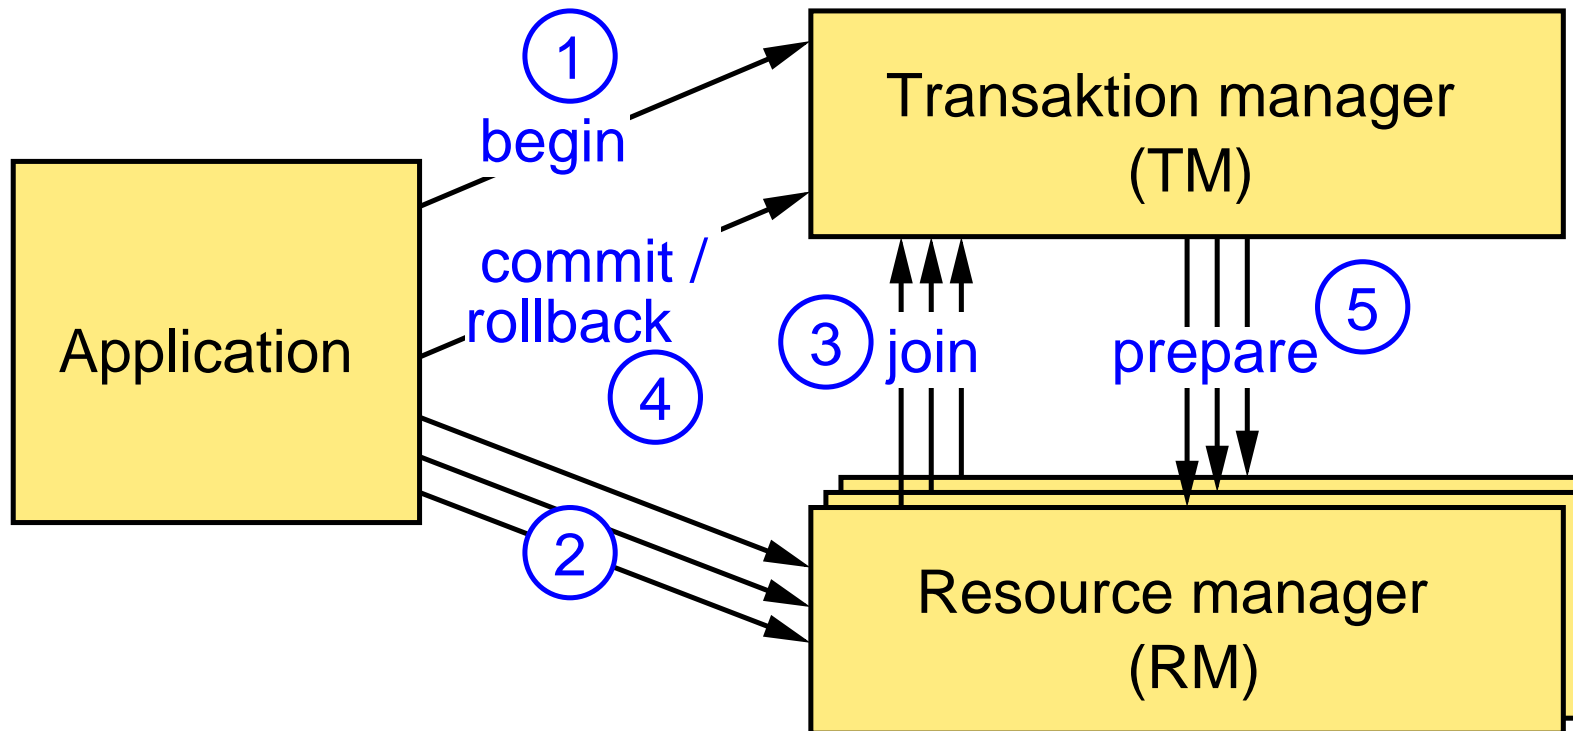 1
begin
Transaktion manager
(TM)
Application
commit /
rollback
4
3
join
prepare
5
2
Resource manager
(RM)